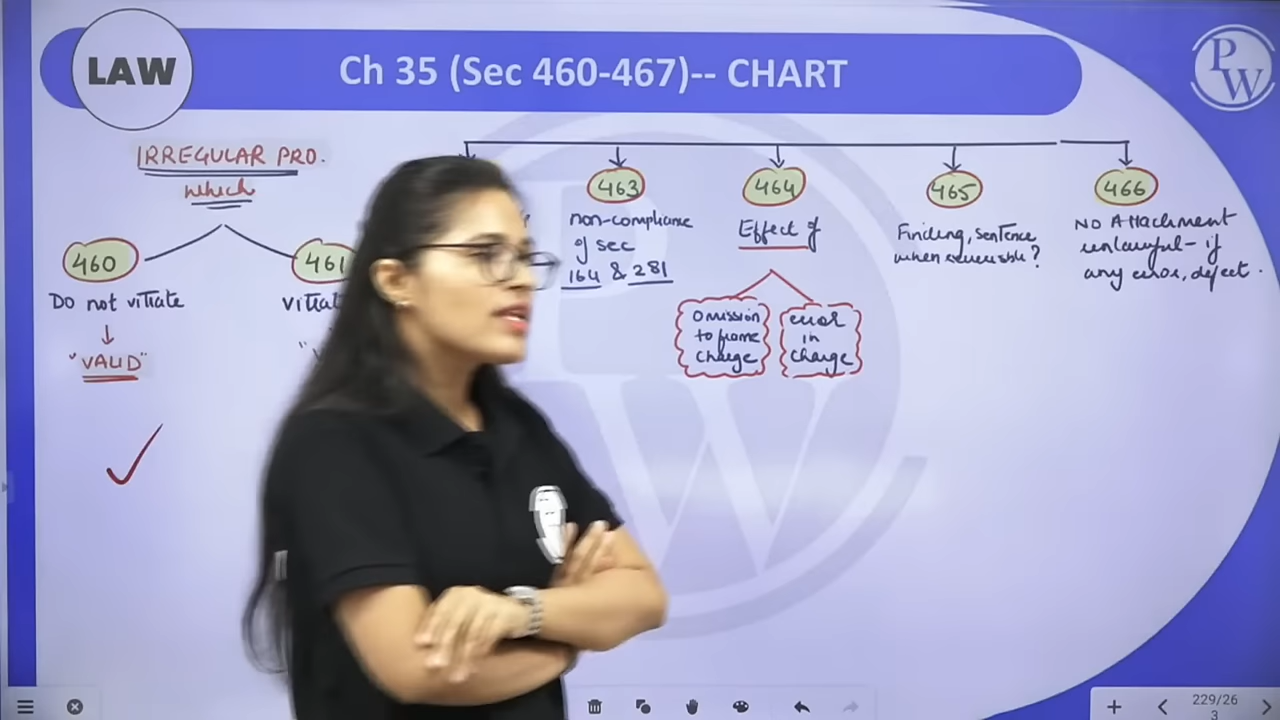 LAW
Ch 35 (Sec 460-467)-- CHART
PW
IRREGULAR PRO.
which
460
Do not vitiate
↓
"VALID"
461
vitiat
463
non-compliance
of sec
164 & 281
464
Effect of
Omission
to frame
charge
error
in
charge
465
Finding, sentence
when reversible?
466
NO Attachment
unlawful - if
any error, defect.
229/26
3